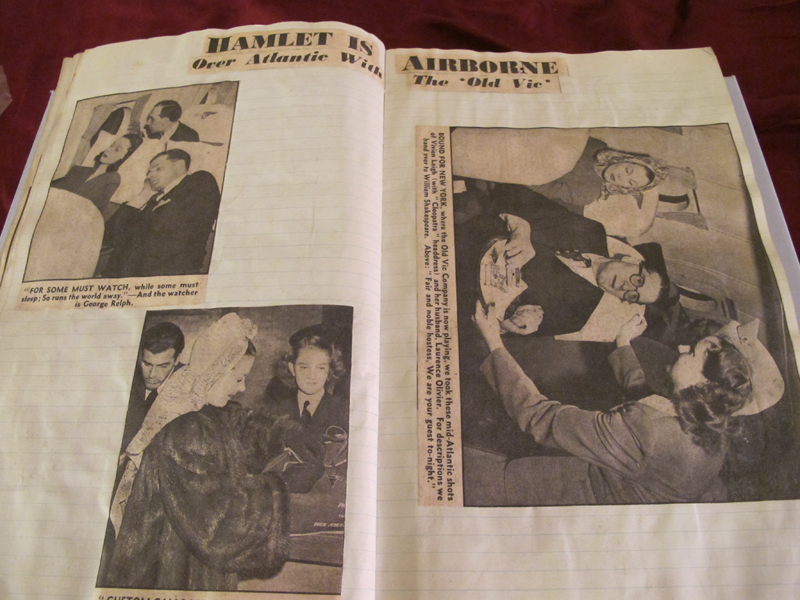 HAMLET IS
Over Atlantic With
AIRBORNE
The 'Old Vic'
"FOR SOME MUST WATCH, while some must
sleep; So runs the world away."—And the watcher
is George Relph.
BOUND FOR NEW YORK, where the Old Vic Company is now playing, we took these mid-Atlantic shots
of Vivien Leigh (with "Cleopatra" headdress) and her husband, Laurence Olivier. For descriptions we
hand over to William Shakespeare. Above: "Fair and noble hostess, We are your guest to-night."